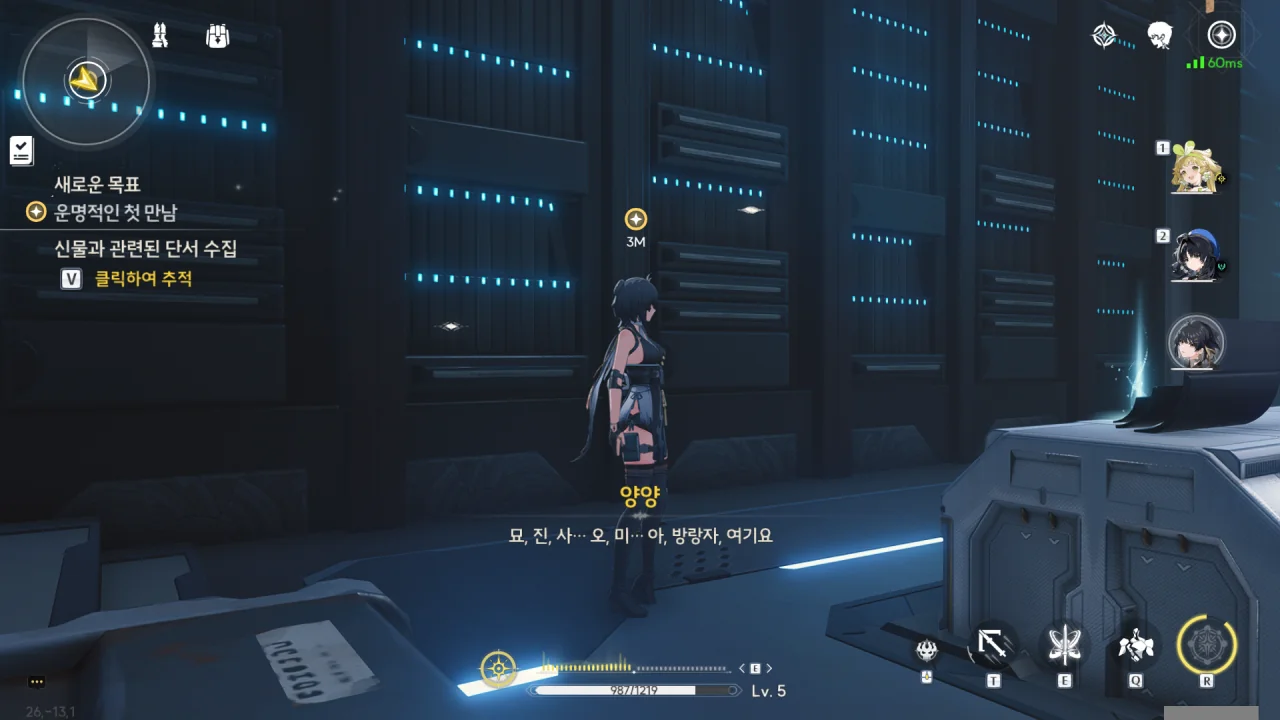 60ms
새로운 목표
운명적인 첫 만남
신물과 관련된 단서 수집
V 클릭하여 추적
3M
1
2
양양
묘, 진, 사… 오, 미… 아, 방랑자, 여기요
E
987/1219
Lv. 5
T
E
Q
R
26,-13,1